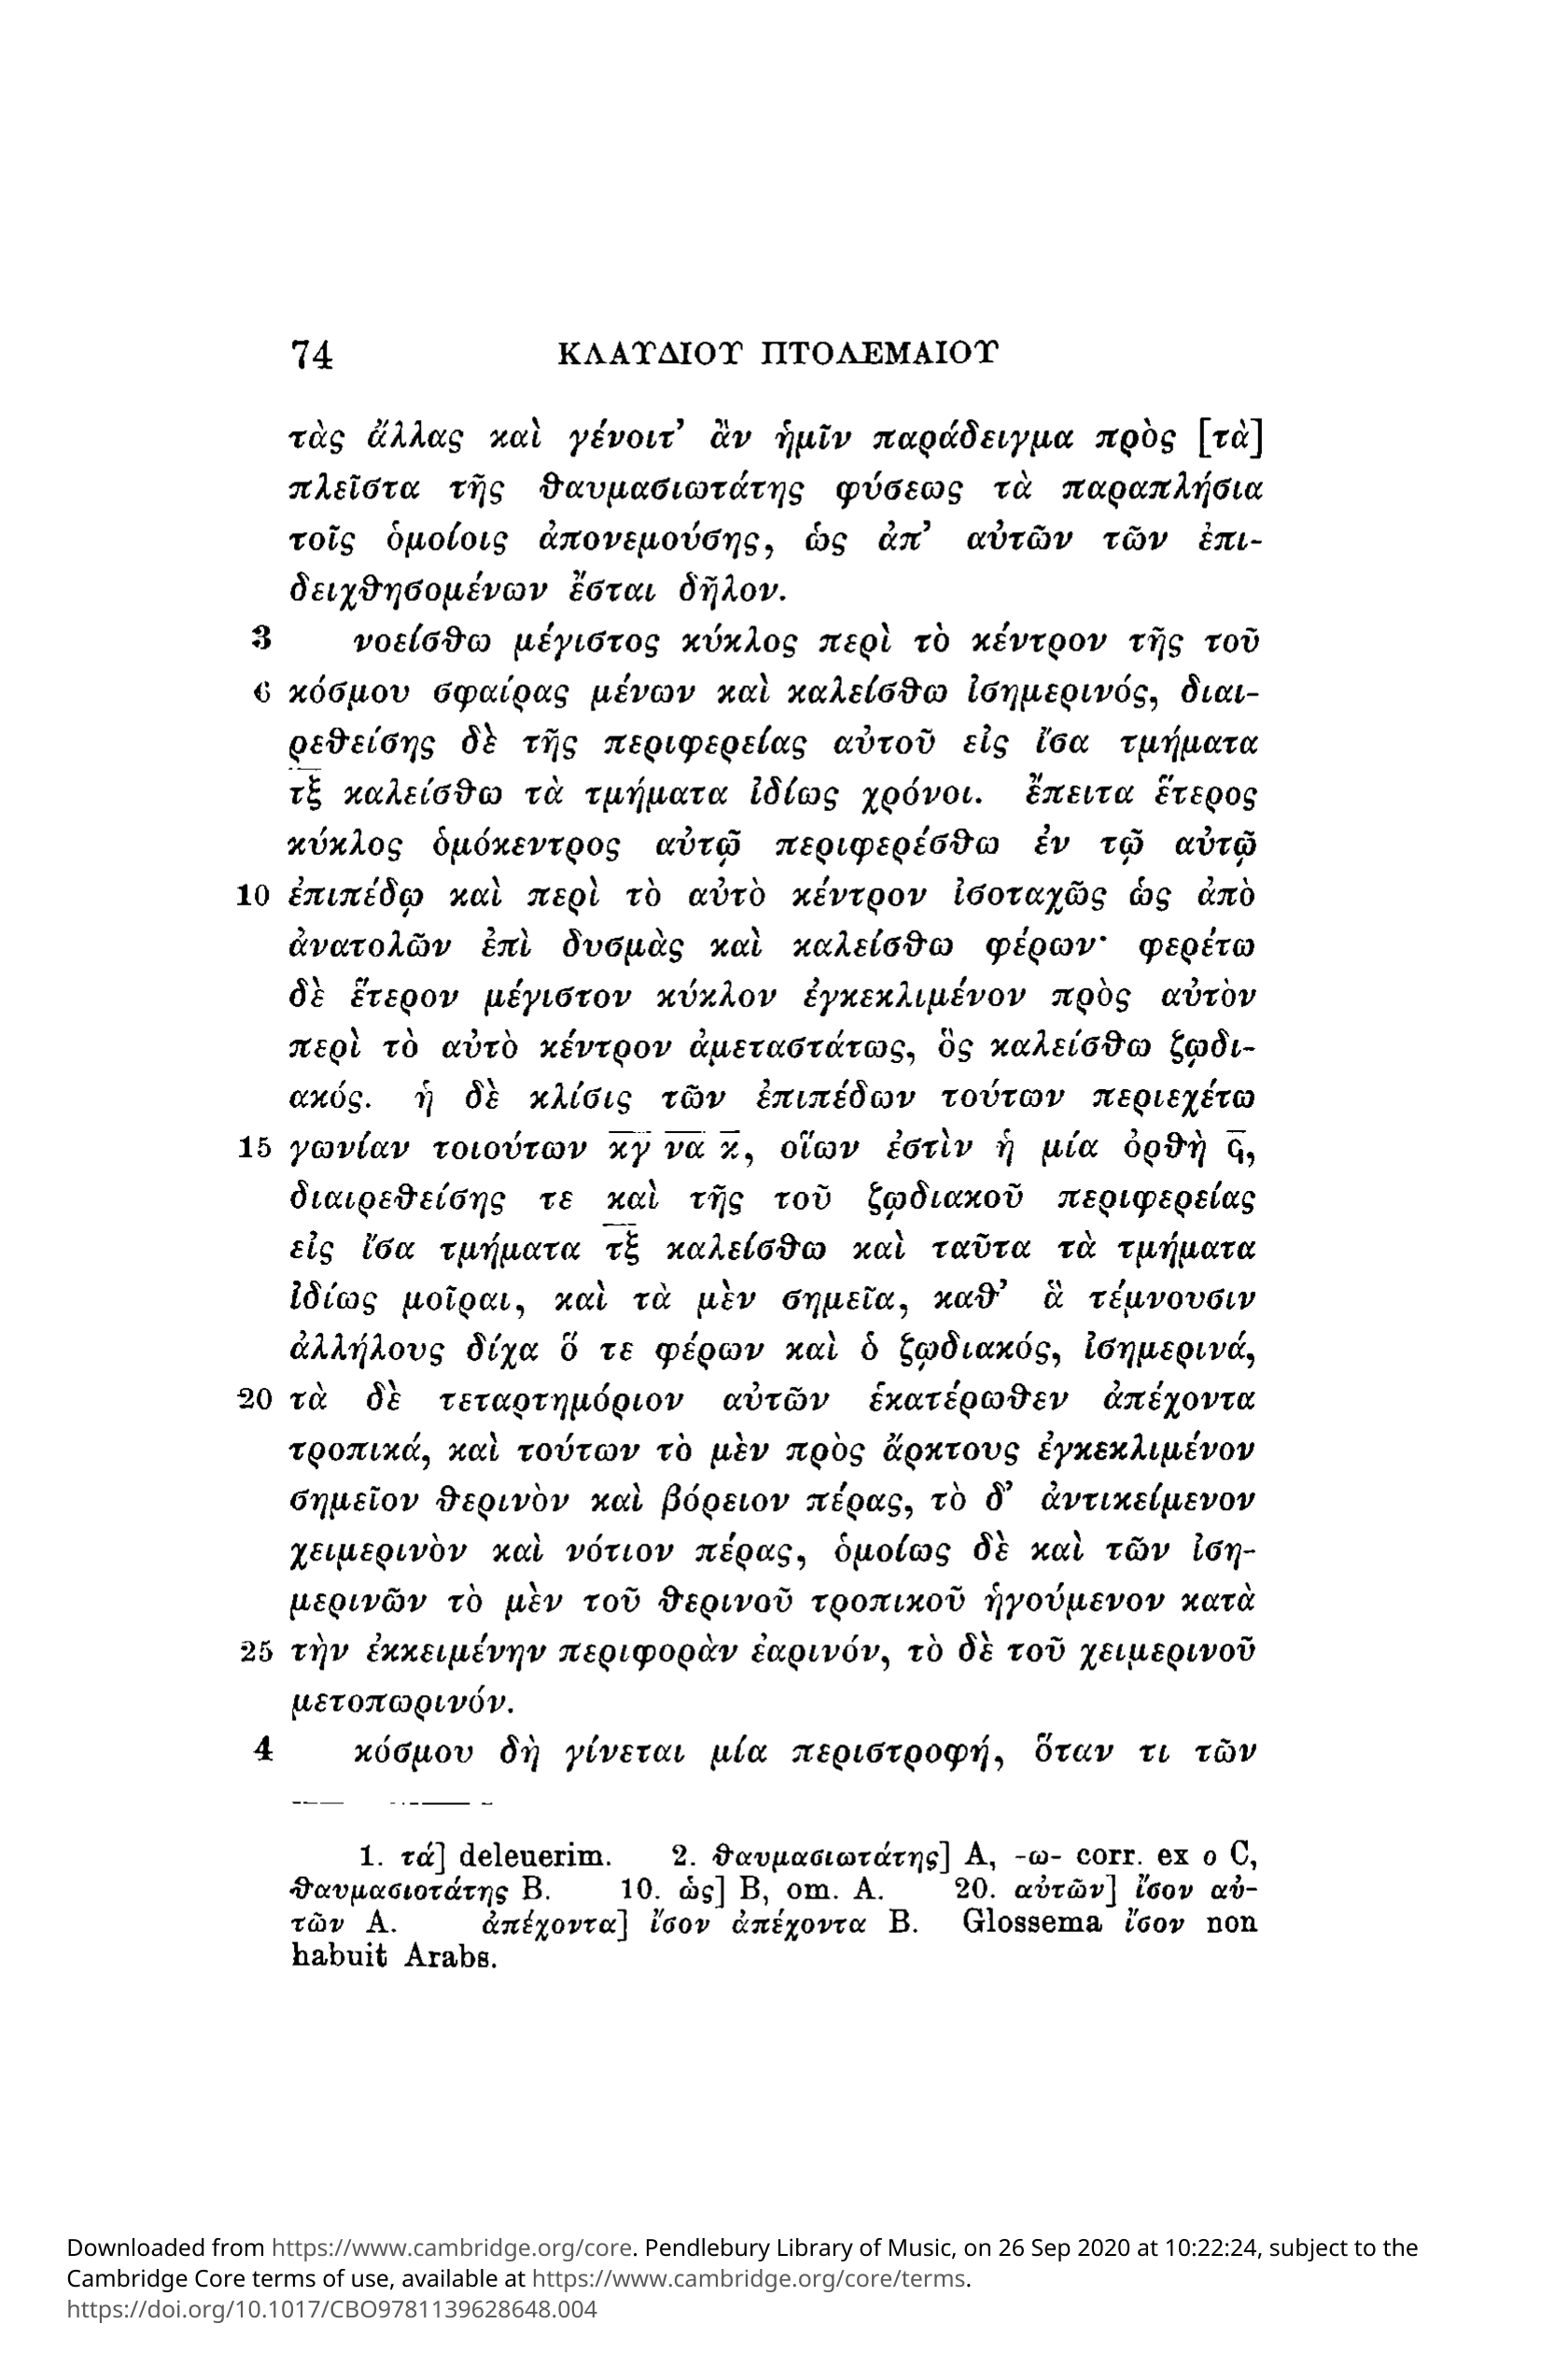 74 ΚΛΑΥΔΙΟΥ ΠΤΟΛΕΜΑΙΟΥ
τὰς ἄλλας καὶ γένοιτ’ ἂν ἡμῖν παράδειγμα πρὸς [τὰ]
πλεῖστα τῆς θαυμασιωτάτης φύσεως τὰ παραπλήσια
τοῖς ὁμοίοις ἀπονεμούσης, ὡς ἀπ’ αὐτῶν τῶν ἐπι-
δειχθησομένων ἔσται δῆλον.
3 νοείσθω μέγιστος κύκλος περὶ τὸ κέντρον τῆς τοῦ
6 κόσμου σφαίρας μένων καὶ καλείσθω ἰσημερινός, διαι-
ρεθείσης δὲ τῆς περιφερείας αὐτοῦ εἰς ἴσα τμήματα
τ̅ξ̅ καλείσθω τὰ τμήματα ἰδίως χρόνοι. ἔπειτα ἕτερος
κύκλος ὁμόκεντρος αὐτῷ περιφερέσθω ἐν τῷ αὐτῷ
10 ἐπιπέδῳ καὶ περὶ τὸ αὐτὸ κέντρον ἰσοταχῶς ὡς ἀπὸ
ἀνατολῶν ἐπὶ δυσμὰς καὶ καλείσθω φέρων· φερέτω
δὲ ἕτερον μέγιστον κύκλον ἐγκεκλιμένον πρὸς αὐτὸν
περὶ τὸ αὐτὸ κέντρον ἀμεταστάτως, ὃς καλείσθω ζῳδι-
ακός. ἡ δὲ κλίσις τῶν ἐπιπέδων τούτων περιεχέτω
15 γωνίαν τοιούτων κ̅γ̅ ν̅α̅ κ̅, οἵων ἐστὶν ἡ μία ὀρθὴ ϟ̅,
διαιρεθείσης τε καὶ τῆς τοῦ ζῳδιακοῦ περιφερείας
εἰς ἴσα τμήματα τ̅ξ̅ καλείσθω καὶ ταῦτα τὰ τμήματα
ἰδίως μοῖραι, καὶ τὰ μὲν σημεῖα, καθ’ ἃ τέμνουσιν
ἀλλήλους δίχα ὅ τε φέρων καὶ ὁ ζῳδιακός, ἰσημερινά,
20 τὰ δὲ τεταρτημόριον αὐτῶν ἑκατέρωθεν ἀπέχοντα
τροπικά, καὶ τούτων τὸ μὲν πρὸς ἄρκτους ἐγκεκλιμένον
σημεῖον θερινὸν καὶ βόρειον πέρας, τὸ δ’ ἀντικείμενον
χειμερινὸν καὶ νότιον πέρας, ὁμοίως δὲ καὶ τῶν ἰση-
μερινῶν τὸ μὲν τοῦ θερινοῦ τροπικοῦ ἡγούμενον κατὰ
25 τὴν ἐκκειμένην περιφορὰν ἐαρινόν, τὸ δὲ τοῦ χειμερινοῦ
μετοπωρινόν.
4 κόσμου δὴ γίνεται μία περιστροφή, ὅταν τι τῶν
1. τά] deleuerim. 2. θαυμασιωτάτης] A, -ω- corr. ex ο C,
θαυμασιοτάτης B. 10. ὡς] B, om. A. 20. αὐτῶν] ἴσον αὐ-
τῶν A. ἀπέχοντα] ἴσον ἀπέχοντα B. Glossema ἴσον non
habuit Arabs.
Downloaded from https://www.cambridge.org/core. Pendlebury Library of Music, on 26 Sep 2020 at 10:22:24, subject to the
Cambridge Core terms of use, available at https://www.cambridge.org/core/terms.
https://doi.org/10.1017/CBO9781139628648.004